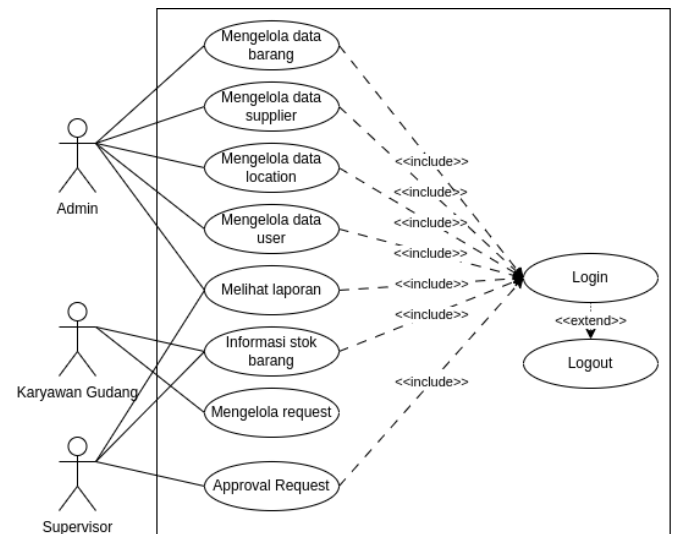 Mengelola data
barang
Mengelola data
supplier
<<include>>
Mengelola data
location
<<include>>
Admin
<<include>>
Mengelola data
user
<<include>>
Melihat laporan
<<include>>
Login
<<include>>
<<extend>>
Informasi stok
barang
Logout
<<include>>
Karyawan Gudang
Mengelola request
Approval Request
Supervisor